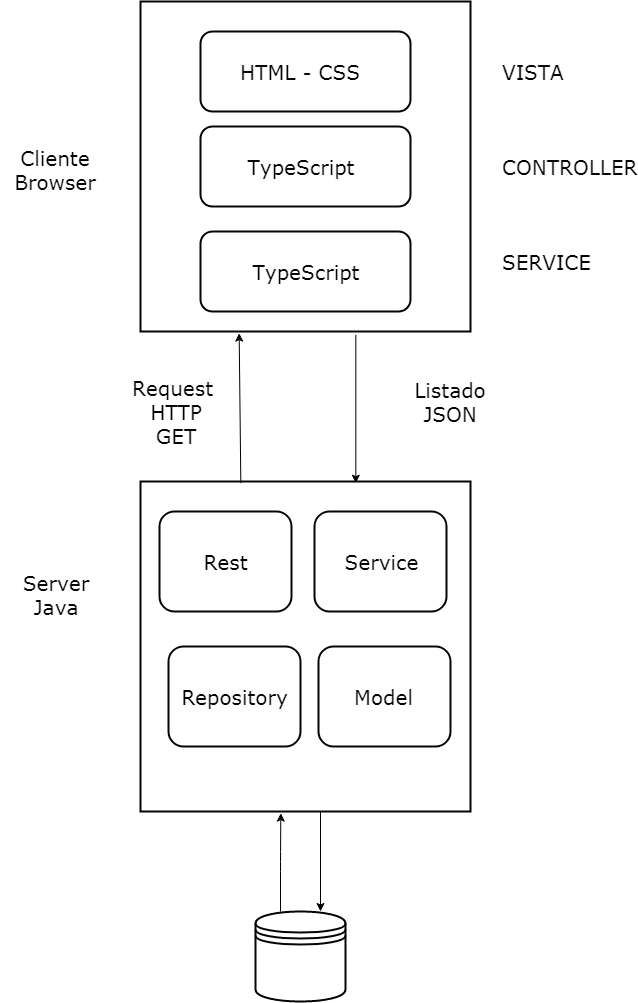 HTML - CSS
VISTA
Cliente
Browser
TypeScript
CONTROLLER
TypeScript
SERVICE
Request
HTTP
GET
Listado
JSON
Rest
Service
Server
Java
Repository
Model